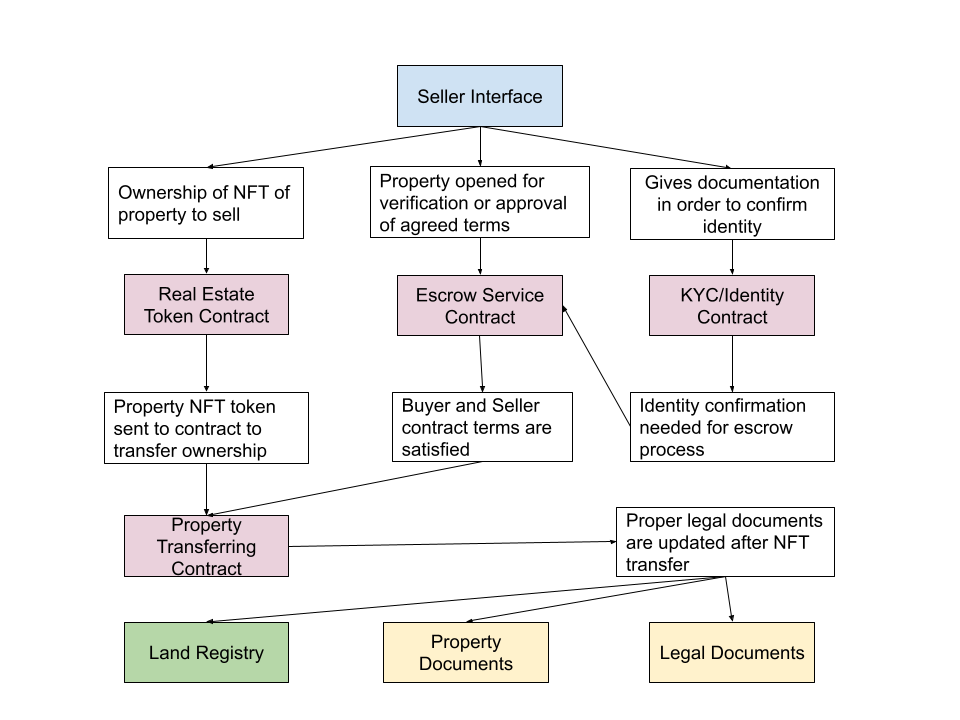 Seller Interface
Ownership of NFT of
property to sell
Property opened for
verification or approval
of agreed terms
Gives documentation
in order to confirm
identity
Real Estate
Token Contract
Escrow Service
Contract
KYC/Identity
Contract
Property NFT token
sent to contract to
transfer ownership
Buyer and Seller
contract terms are
satisfied
Identity confirmation
needed for escrow
process
Property
Transferring
Contract
Proper legal documents
are updated after NFT
transfer
Land Registry
Property
Documents
Legal Documents